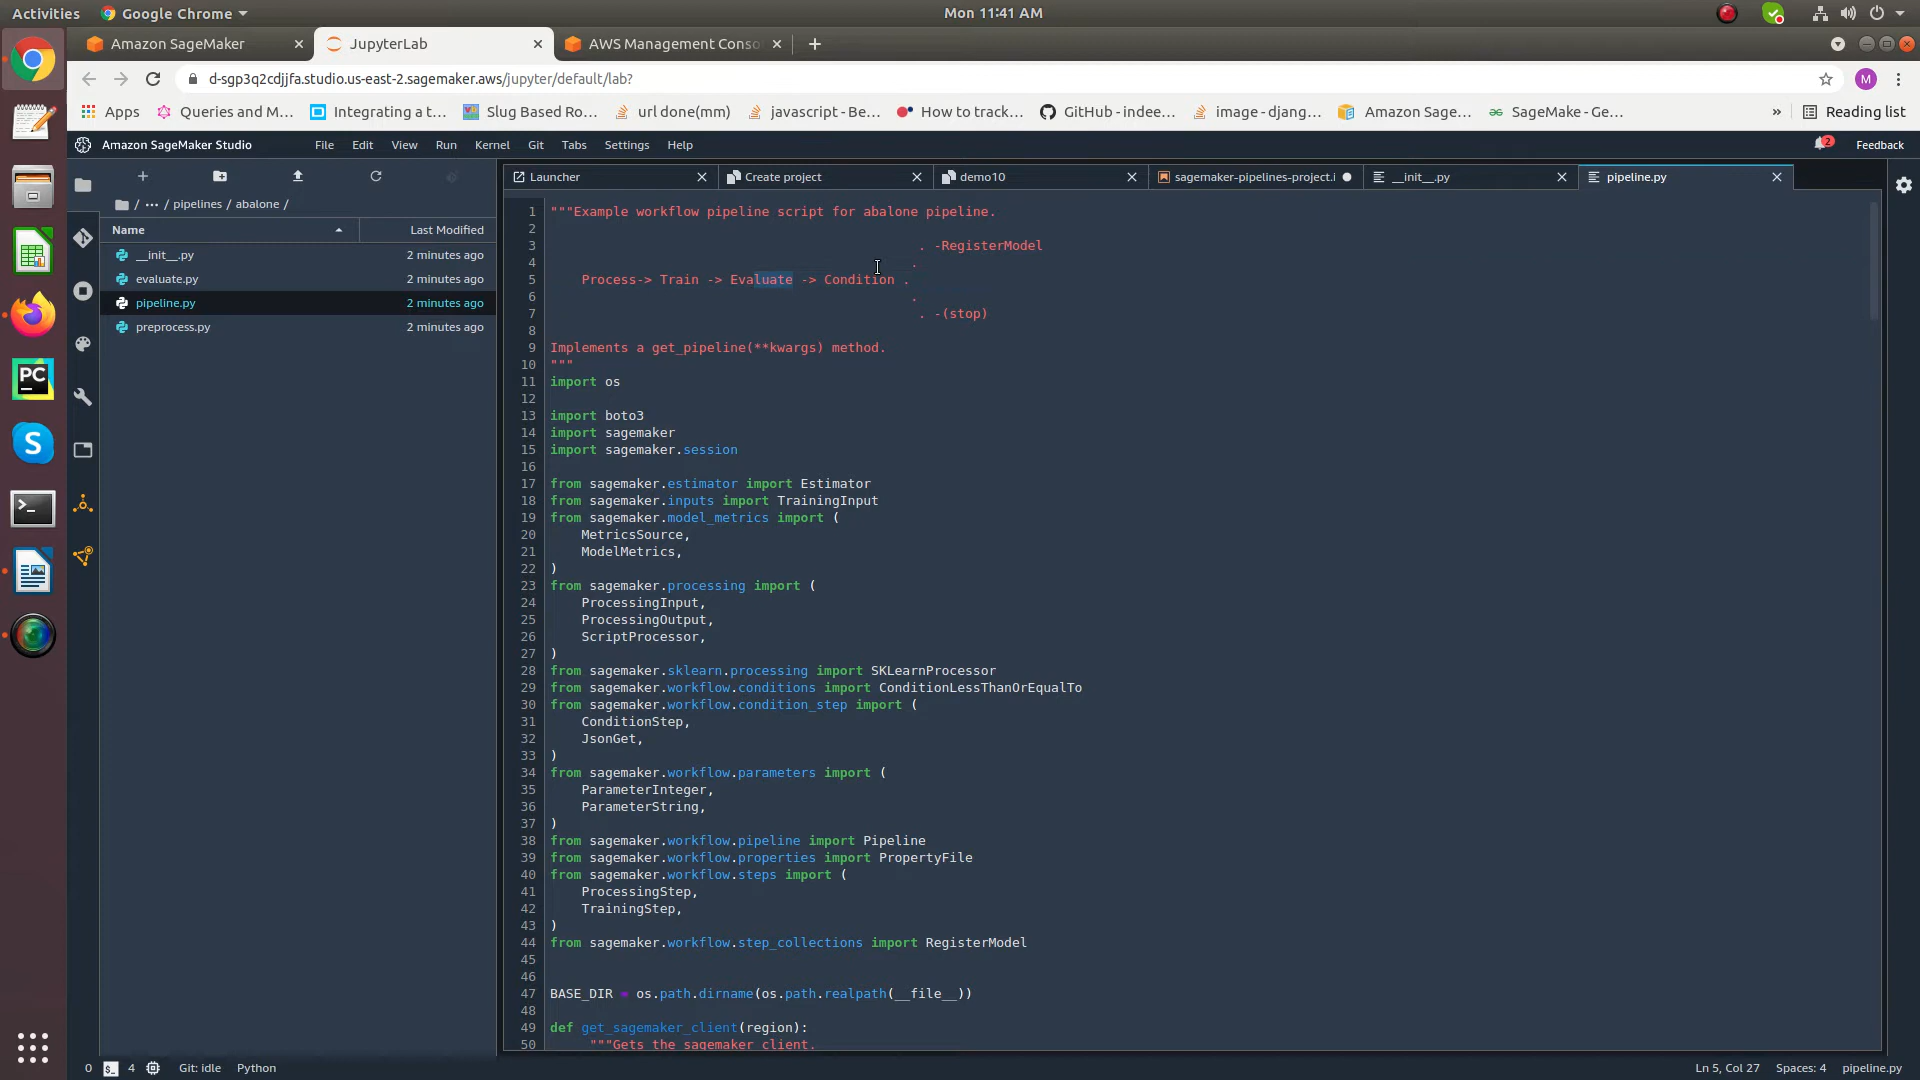 Activities Google Chrome Mon 11:41 AM
Amazon SageMaker JupyterLab AWS Management Conso
d-sgp3q2cdjjfa.studio.us-east-2.sagemaker.aws/jupyter/default/lab? M
Apps Queries and M... Integrating a t... Slug Based Ro... url done(mm) javascript - Be... How to track... GitHub - indee... image - djang... Amazon Sage... SageMake - Ge... » Reading list
Amazon SageMaker Studio File Edit View Run Kernel Git Tabs Settings Help 2 Feedback
Launcher Create project demo10 sagemaker-pipelines-project.i __init__.py pipeline.py
/ ... / pipelines / abalone /
Name Last Modified
__init__.py 2 minutes ago
evaluate.py 2 minutes ago
pipeline.py 2 minutes ago
preprocess.py 2 minutes ago
1 """Example workflow pipeline script for abalone pipeline.
2
3 . -RegisterModel
4 .
5 Process-> Train -> Evaluate -> Condition .
6 .
7 . -(stop)
8
9 Implements a get_pipeline(**kwargs) method.
10 """
11 import os
12
13 import boto3
14 import sagemaker
15 import sagemaker.session
16
17 from sagemaker.estimator import Estimator
18 from sagemaker.inputs import TrainingInput
19 from sagemaker.model_metrics import (
20 MetricsSource,
21 ModelMetrics,
22 )
23 from sagemaker.processing import (
24 ProcessingInput,
25 ProcessingOutput,
26 ScriptProcessor,
27 )
28 from sagemaker.sklearn.processing import SKLearnProcessor
29 from sagemaker.workflow.conditions import ConditionLessThanOrEqualTo
30 from sagemaker.workflow.condition_step import (
31 ConditionStep,
32 JsonGet,
33 )
34 from sagemaker.workflow.parameters import (
35 ParameterInteger,
36 ParameterString,
37 )
38 from sagemaker.workflow.pipeline import Pipeline
39 from sagemaker.workflow.properties import PropertyFile
40 from sagemaker.workflow.steps import (
41 ProcessingStep,
42 TrainingStep,
43 )
44 from sagemaker.workflow.step_collections import RegisterModel
45
46
47 BASE_DIR = os.path.dirname(os.path.realpath(__file__))
48
49 def get_sagemaker_client(region):
50 """Gets the sagemaker client.
0 $_ 4 Git: idle Python Ln 5, Col 27 Spaces: 4 pipeline.py
PC
S